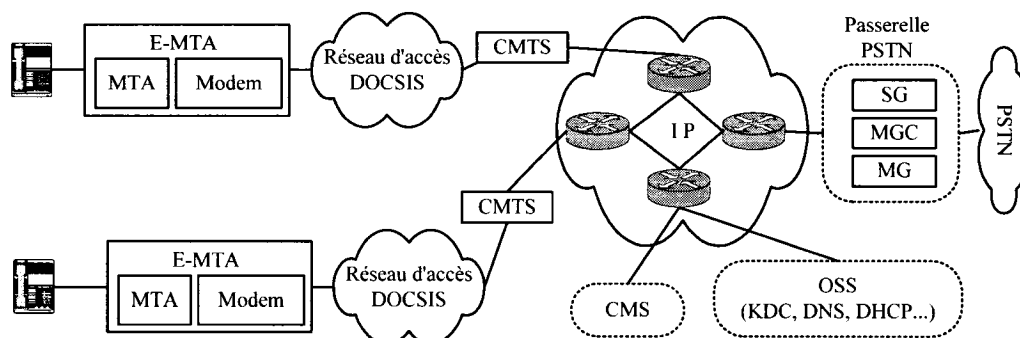 E-MTA
MTA
Modem
Réseau d'accès
DOCSIS
CMTS
I P
Passerelle
PSTN
SG
MGC
MG
PSTN
CMTS
E-MTA
MTA
Modem
Réseau d'accès
DOCSIS
CMS
OSS
(KDC, DNS, DHCP...)